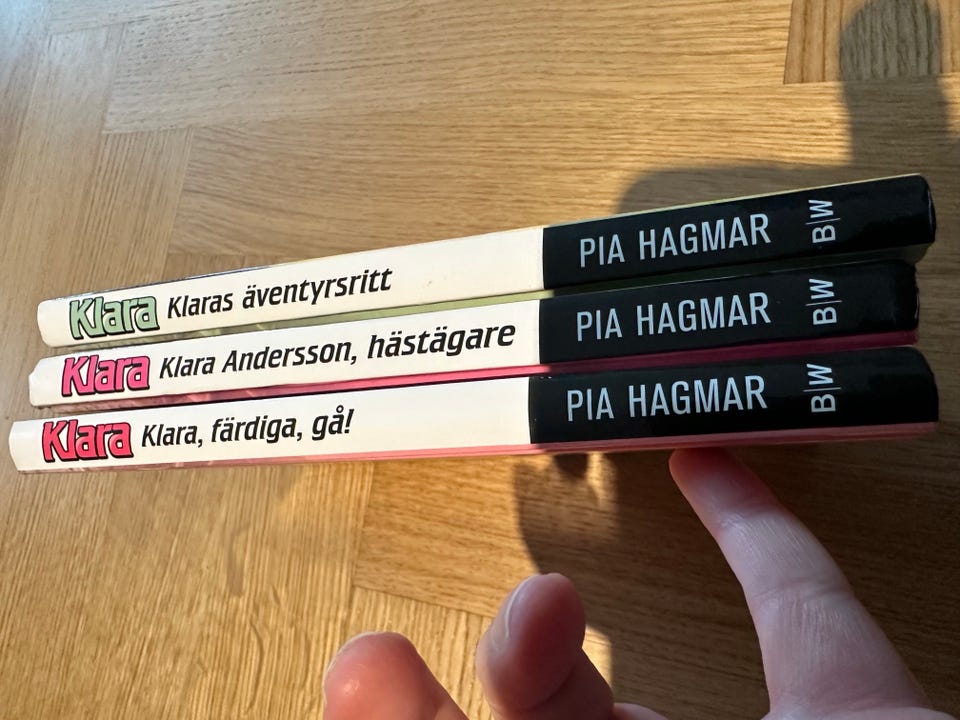 Klara Klaras äventyrsritt PIA HAGMAR B|W
Klara Klara Andersson, hästägare PIA HAGMAR B|W
Klara Klara, färdiga, gå! PIA HAGMAR B|W